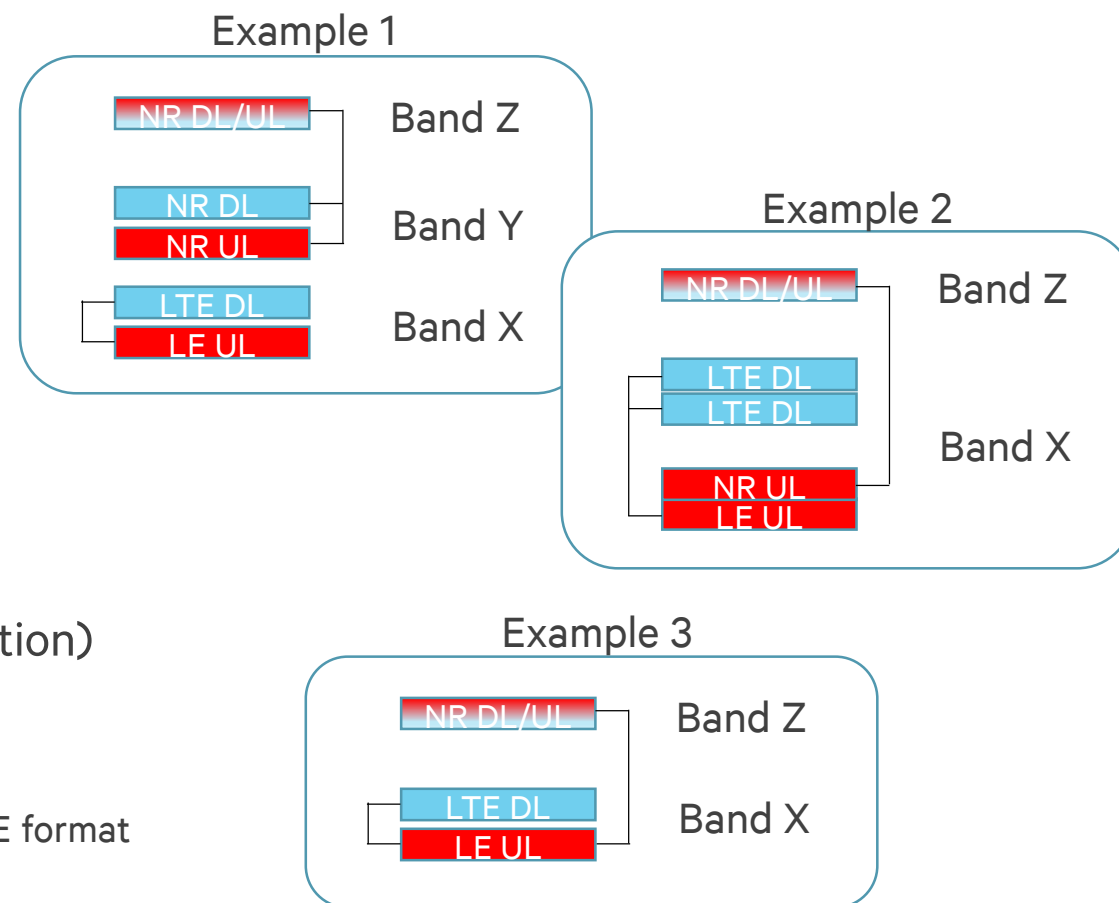 Example 1
NR DL/UL
Band Z
NR DL
Band Y
NR UL
LTE DL
Band X
LE UL
Example 2
NR DL/UL
Band Z
LTE DL
LTE DL
Band X
NR UL
LE UL
tion)
Example 3
NR DL/UL
Band Z
LTE DL
Band X
E format
LE UL